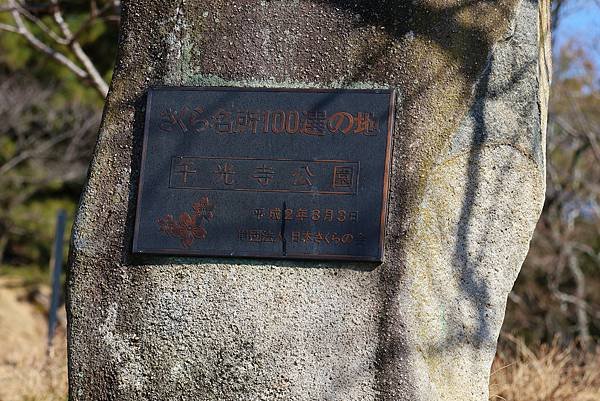 さくら名所100選の地
千光寺公園
平成2年3月3日
財団法人日本さくらの会